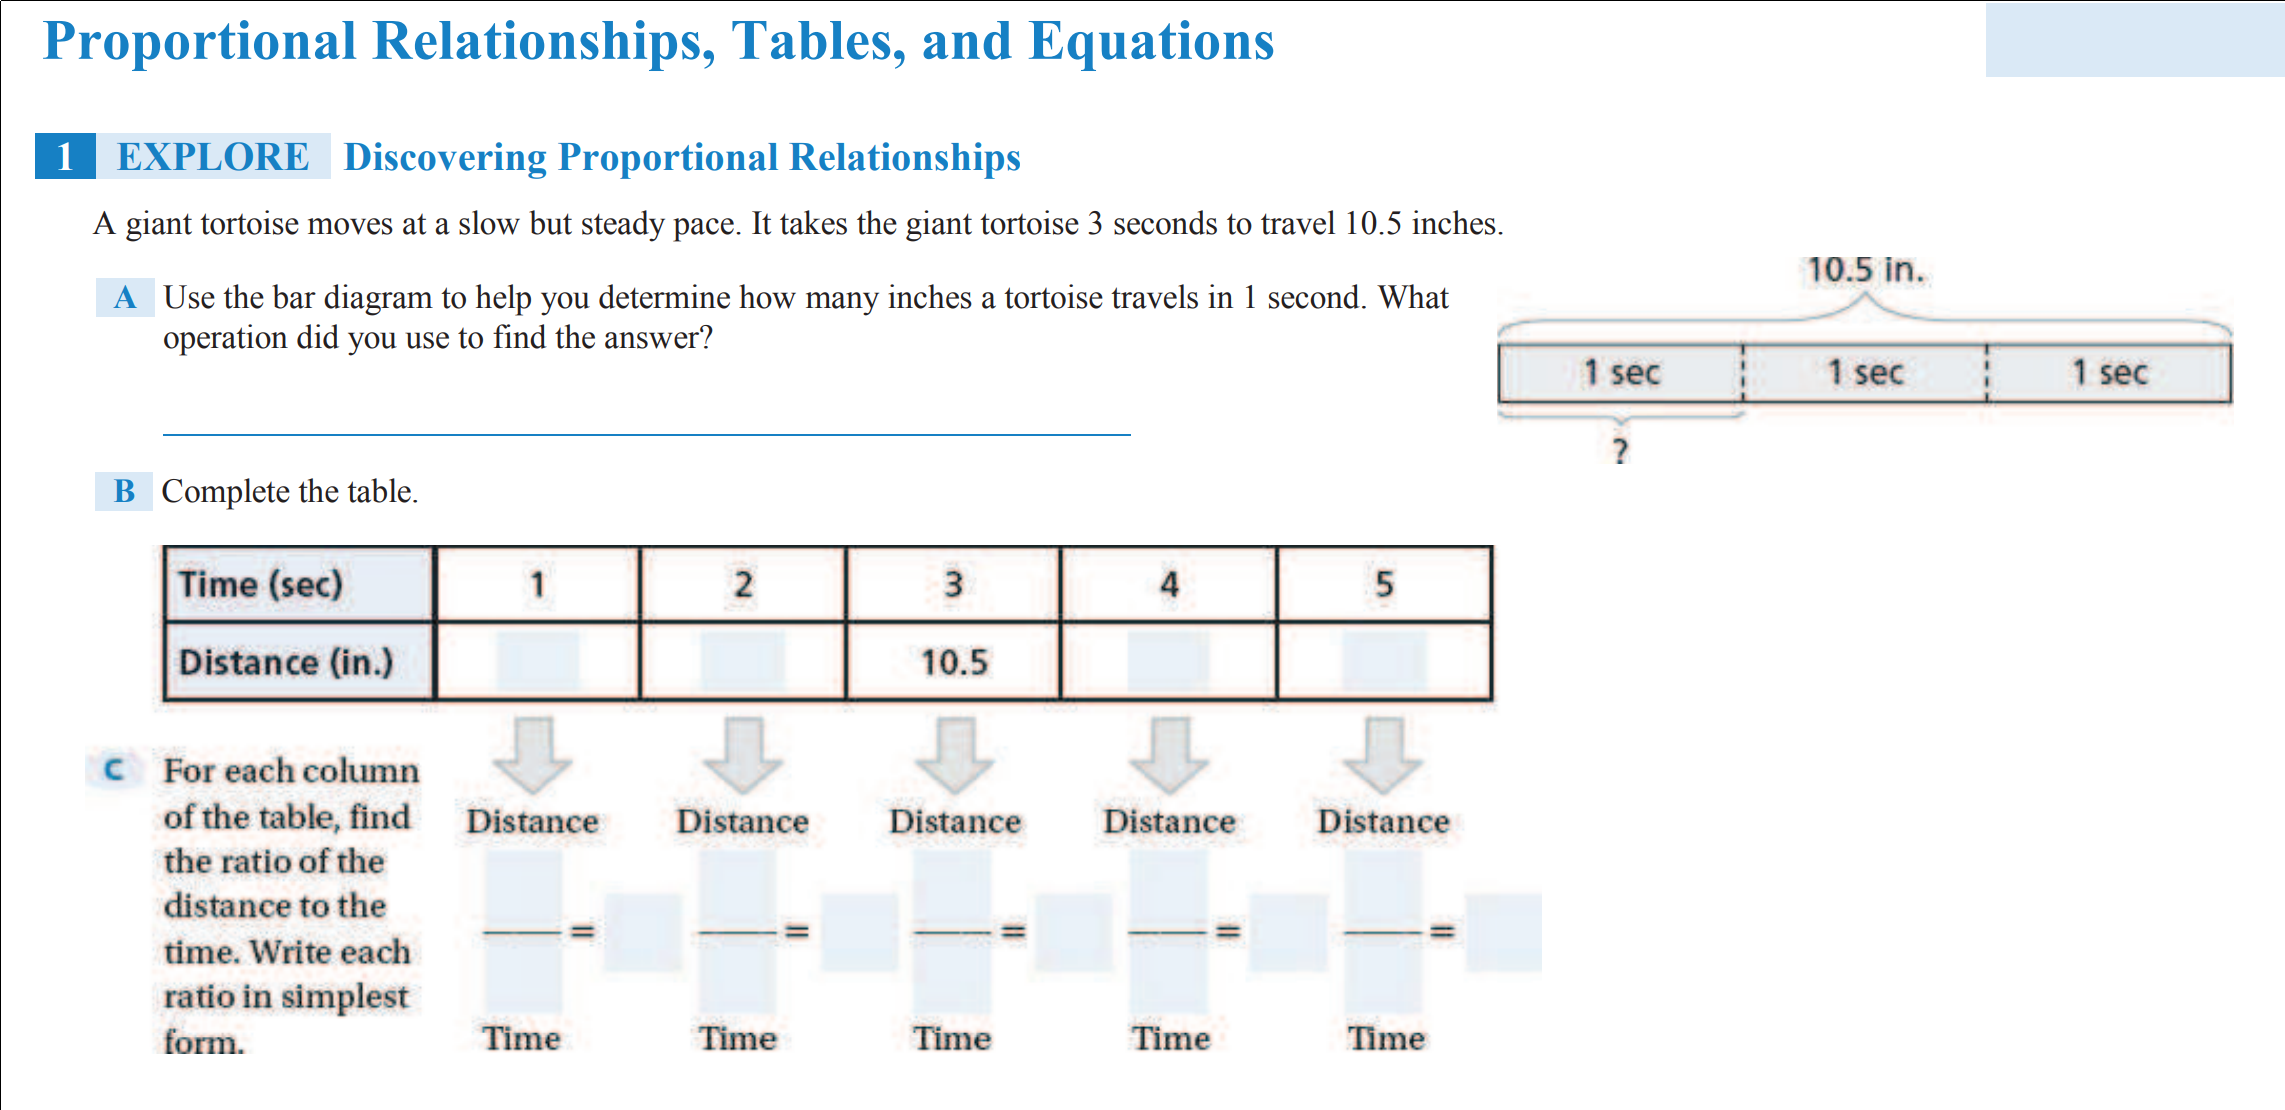 Proportional Relationships, Tables, and Equations
1 EXPLORE Discovering Proportional Relationships
A giant tortoise moves at a slow but steady pace. It takes the giant tortoise 3 seconds to travel 10.5 inches.
A Use the bar diagram to help you determine how many inches a tortoise travels in 1 second. What
operation did you use to find the answer?
10.5 in.
1 sec 1 sec 1 sec
?
B Complete the table.
Time (sec) 1 2 3 4 5
Distance (in.) 10.5
C For each column
of the table, find
the ratio of the
distance to the
time. Write each
ratio in simplest
form.
Distance Distance Distance Distance Distance
= = = = =
Time Time Time Time Time